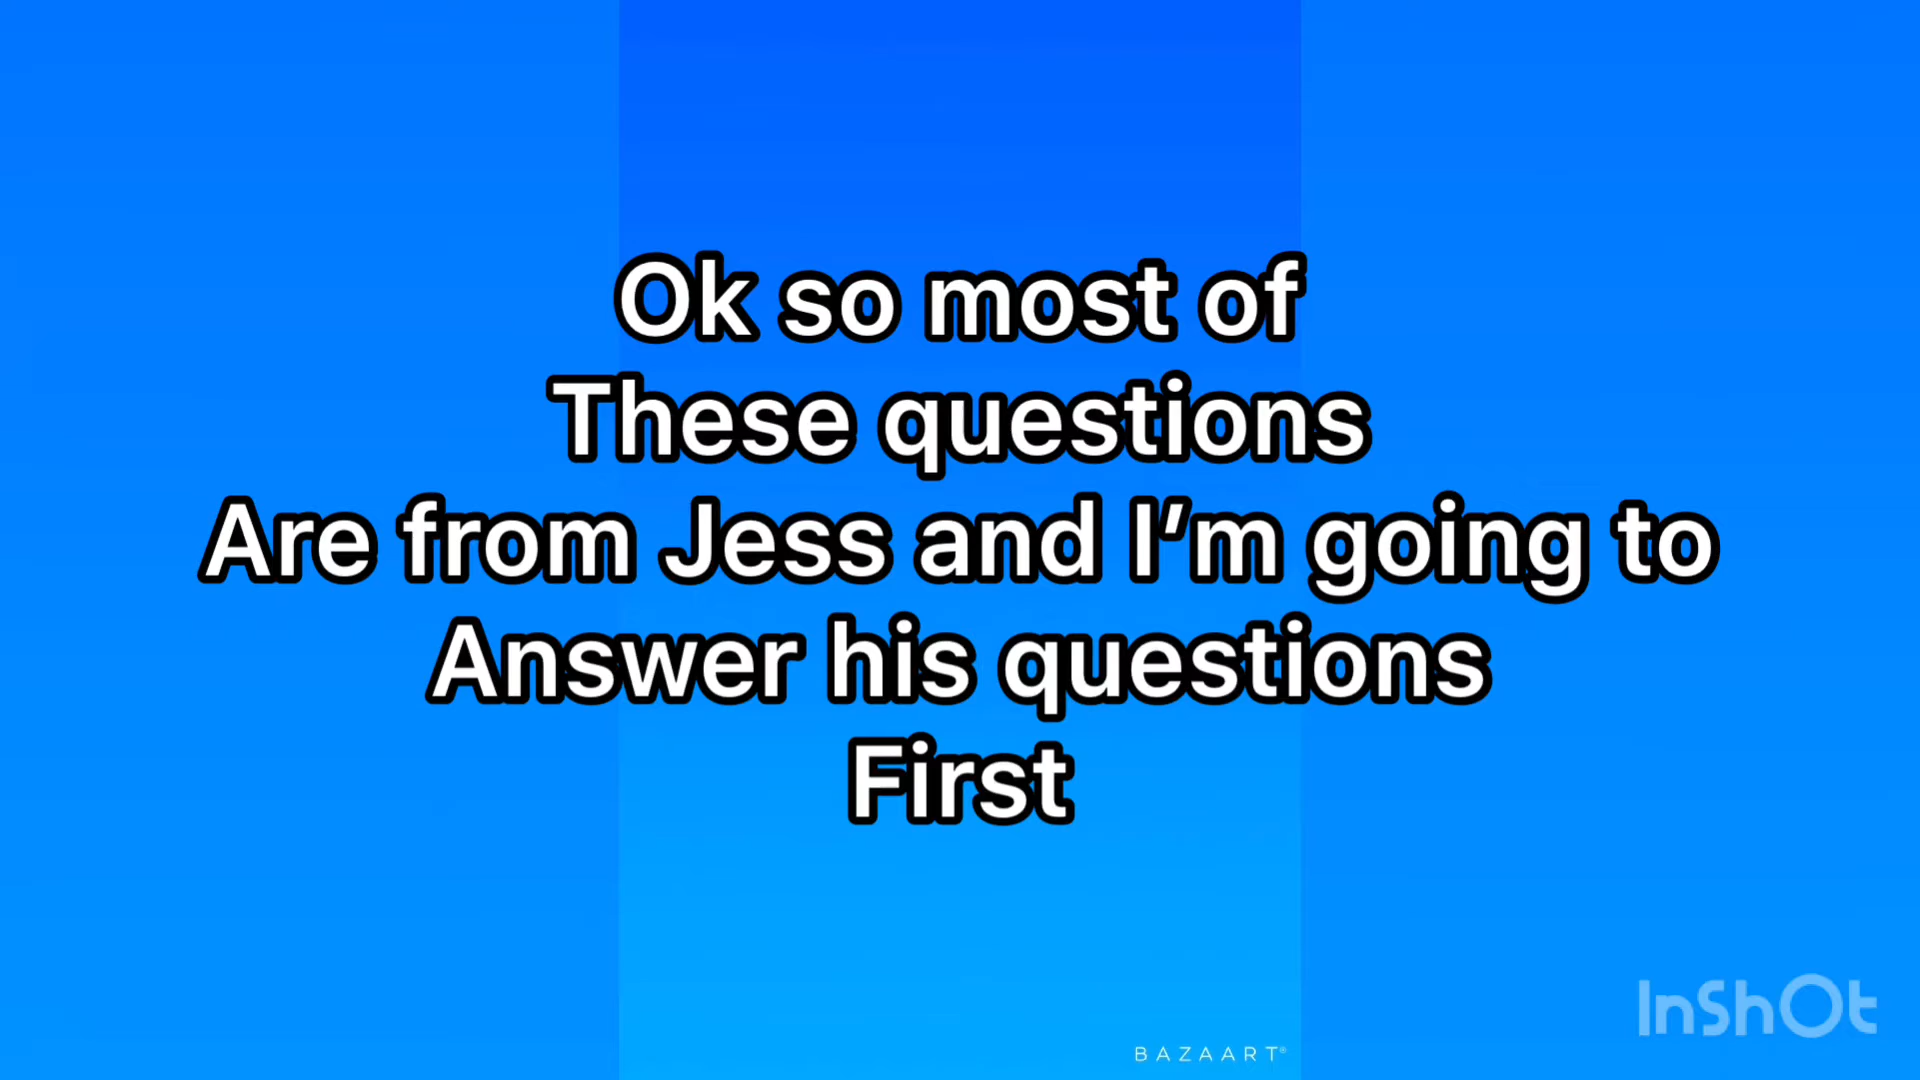 Ok so most of
These questions
Are from Jess and I’m going to
Answer his questions
First
InShOt
BAZAART®